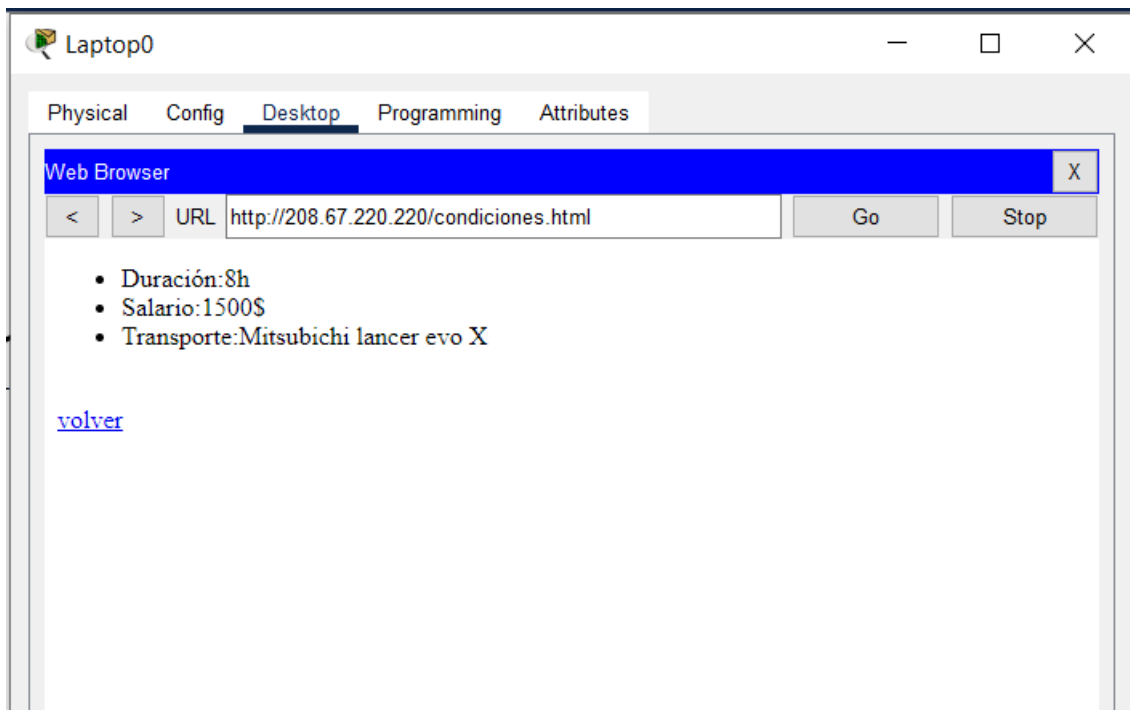 Laptop0
Physical Config Desktop Programming Attributes
Web Browser X
< > URL http://208.67.220.220/condiciones.html Go Stop
• Duración:8h
• Salario:1500$
• Transporte:Mitsubichi lancer evo X
volver